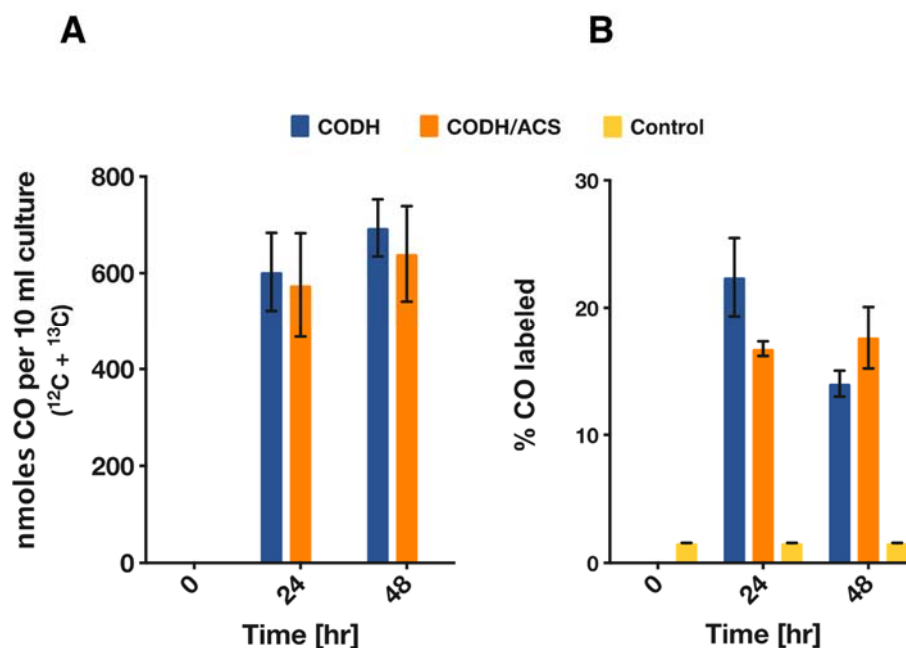 A
B
CODH
CODH/ACS
Control
nmoles CO per 10 ml culture
(¹²C + ¹³C)
800
600
400
200
0
0
24
48
Time [hr]
% CO labeled
30
20
10
0
0
24
48
Time [hr]